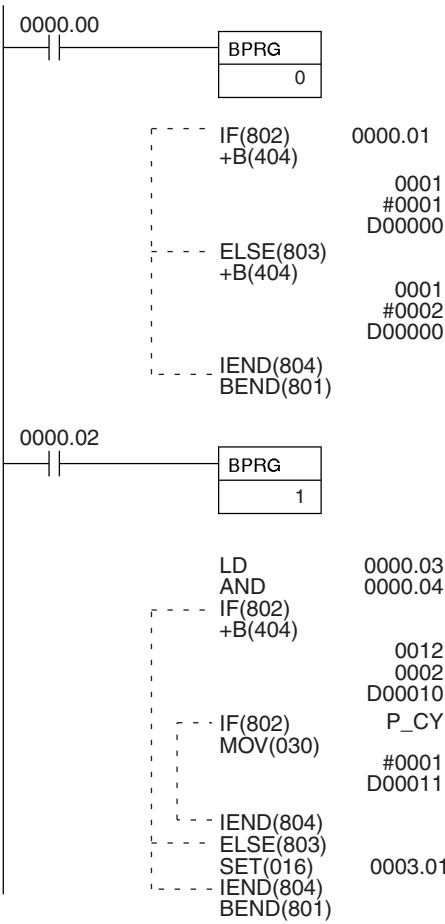 0000.00
BPRG
0
IF(802) 0000.01
+B(404)
0001
#0001
D00000
ELSE(803)
+B(404)
0001
#0002
D00000
IEND(804)
BEND(801)
0000.02
BPRG
1
LD 0000.03
AND 0000.04
IF(802)
+B(404)
0012
0002
D00010
IF(802) P_CY
MOV(030)
#0001
D00011
IEND(804)
ELSE(803)
SET(016) 0003.01
IEND(804)
BEND(801)